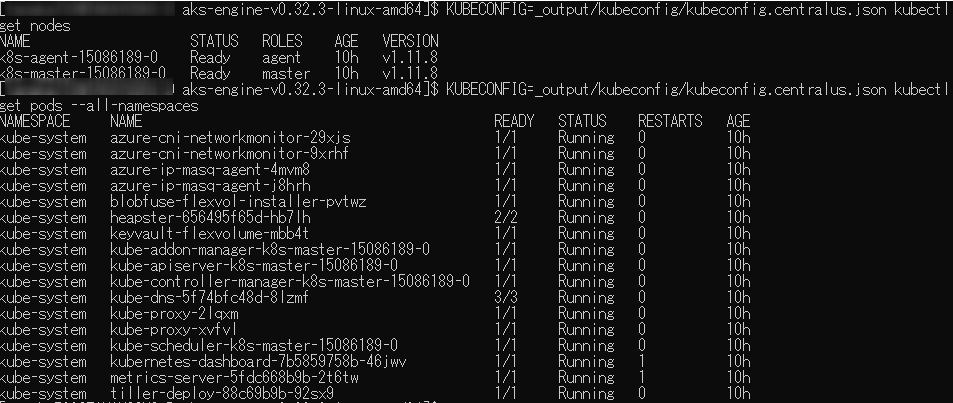 [ aks-engine-v0.32.3-linux-amd64]$ KUBECONFIG=_output/kubeconfig/kubeconfig.centralus.json kubectl
get nodes
NAME STATUS ROLES AGE VERSION
k8s-agent-15086189-0 Ready agent 10h v1.11.8
k8s-master-15086189-0 Ready master 10h v1.11.8
[ aks-engine-v0.32.3-linux-amd64]$ KUBECONFIG=_output/kubeconfig/kubeconfig.centralus.json kubectl
get pods --all-namespaces
NAMESPACE NAME READY STATUS RESTARTS AGE
kube-system azure-cni-networkmonitor-29xjs 1/1 Running 0 10h
kube-system azure-cni-networkmonitor-9xrhf 1/1 Running 0 10h
kube-system azure-ip-masq-agent-4mvm8 1/1 Running 0 10h
kube-system azure-ip-masq-agent-j8hrh 1/1 Running 0 10h
kube-system blobfuse-flexvol-installer-pvtwz 1/1 Running 0 10h
kube-system heapster-656495f65d-hb7lh 2/2 Running 0 10h
kube-system keyvault-flexvolume-mbb4t 1/1 Running 0 10h
kube-system kube-addon-manager-k8s-master-15086189-0 1/1 Running 0 10h
kube-system kube-apiserver-k8s-master-15086189-0 1/1 Running 0 10h
kube-system kube-controller-manager-k8s-master-15086189-0 1/1 Running 0 10h
kube-system kube-dns-5f74bfc48d-8lzmf 3/3 Running 0 10h
kube-system kube-proxy-2lqxm 1/1 Running 0 10h
kube-system kube-proxy-xvfvl 1/1 Running 0 10h
kube-system kube-scheduler-k8s-master-15086189-0 1/1 Running 0 10h
kube-system kubernetes-dashboard-7b5859758b-46jwv 1/1 Running 1 10h
kube-system metrics-server-5fdc668b9b-2t6tw 1/1 Running 1 10h
kube-system tiller-deploy-88c69b9b-92sx9 1/1 Running 0 10h